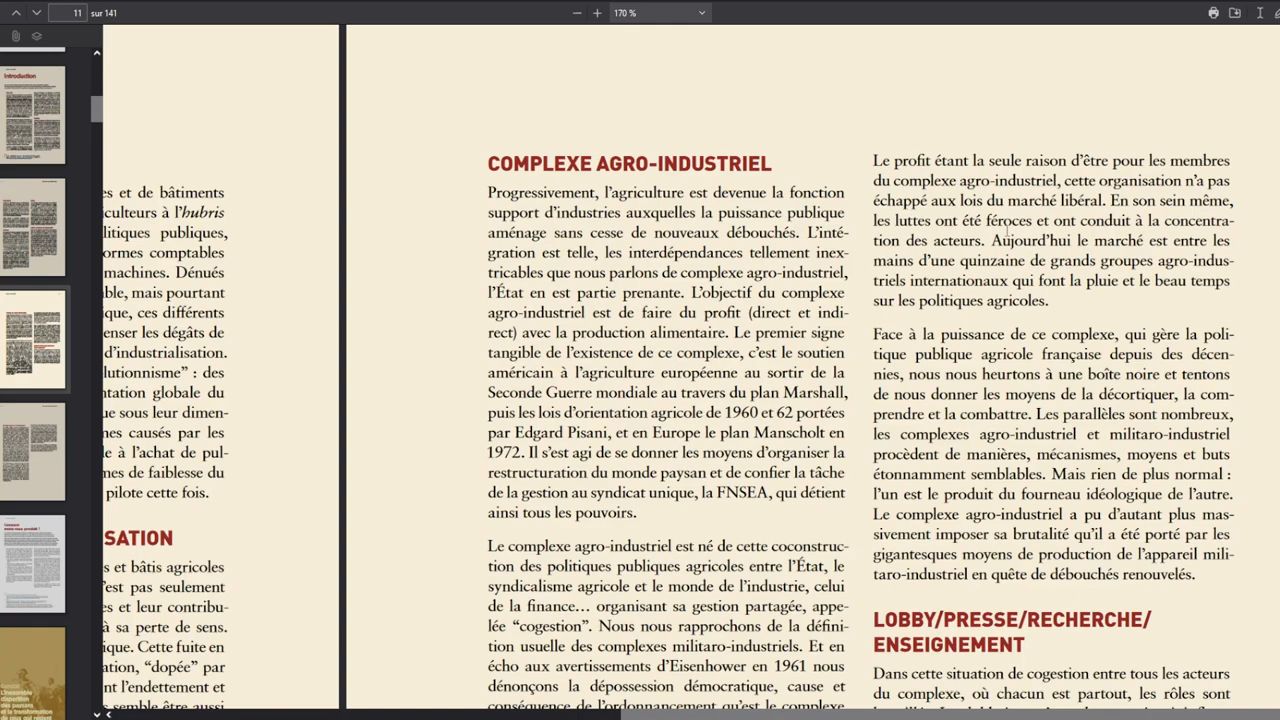 11 sur 141
170 %
Introduction
es et de bâtiments
culteurs à l’hubris
litiques publiques,
ormes comptables
machines. Dénués
ble, mais pourtant
ique, ces différents
enser les dégâts de
d’industrialisation.
lutionnisme” : des
ntation globale du
ue sous leur dimen-
mes causés par les
le à l’achat de pul-
mes de faiblesse du
pilote cette fois.
SATION
s et bâtis agricoles
’est pas seulement
es et leur contribu-
à sa perte de sens.
ique. Cette fuite en
ation, “dopée” par
nt l’endettement et
s semble être aussi
COMPLEXE AGRO-INDUSTRIEL
Progressivement, l’agriculture est devenue la fonction
support d’industries auxquelles la puissance publique
aménage sans cesse de nouveaux débouchés. L’inté-
gration est telle, les interdépendances tellement inex-
tricables que nous parlons de complexe agro-industriel,
l’État en est partie prenante. L’objectif du complexe
agro-industriel est de faire du profit (direct et indi-
rect) avec la production alimentaire. Le premier signe
tangible de l’existence de ce complexe, c’est le soutien
américain à l’agriculture européenne au sortir de la
Seconde Guerre mondiale au travers du plan Marshall,
puis les lois d’orientation agricole de 1960 et 62 portées
par Edgard Pisani, et en Europe le plan Manscholt en
1972. Il s’est agi de se donner les moyens d’organiser la
restructuration du monde paysan et de confier la tâche
de la gestion au syndicat unique, la FNSEA, qui détient
ainsi tous les pouvoirs.
Le complexe agro-industriel est né de cette coconstruc-
tion des politiques publiques agricoles entre l’État, le
syndicalisme agricole et le monde de l’industrie, celui
de la finance… organisant sa gestion partagée, appe-
lée “cogestion”. Nous nous rapprochons de la défini-
tion usuelle des complexes militaro-industriels. Et en
écho aux avertissements d’Eisenhower en 1961 nous
dénonçons la dépossession démocratique, cause et
conséquence de l’ordonnancement qu’est le complexe
Le profit étant la seule raison d’être pour les membres
du complexe agro-industriel, cette organisation n’a pas
échappé aux lois du marché libéral. En son sein même,
les luttes ont été féroces et ont conduit à la concentra-
tion des acteurs. Aujourd’hui le marché est entre les
mains d’une quinzaine de grands groupes agro-indus-
triels internationaux qui font la pluie et le beau temps
sur les politiques agricoles.
Face à la puissance de ce complexe, qui gère la poli-
tique publique agricole française depuis des décen-
nies, nous nous heurtons à une boîte noire et tentons
de nous donner les moyens de la décortiquer, la com-
prendre et la combattre. Les parallèles sont nombreux,
les complexes agro-industriel et militaro-industriel
procèdent de manières, mécanismes, moyens et buts
étonnamment semblables. Mais rien de plus normal :
l’un est le produit du fourneau idéologique de l’autre.
Le complexe agro-industriel a pu d’autant plus mas-
sivement imposer sa brutalité qu’il a été porté par les
gigantesques moyens de production de l’appareil mili-
taro-industriel en quête de débouchés renouvelés.
LOBBY/PRESSE/RECHERCHE/
ENSEIGNEMENT
Dans cette situation de cogestion entre tous les acteurs
du complexe, où chacun est partout, les rôles sont